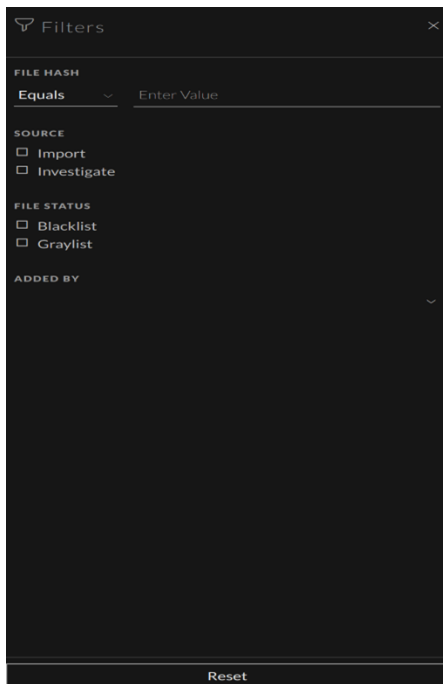 Filters
FILE HASH
Equals Enter Value
SOURCE
Import
Investigate
FILE STATUS
Blacklist
Graylist
ADDED BY
Reset